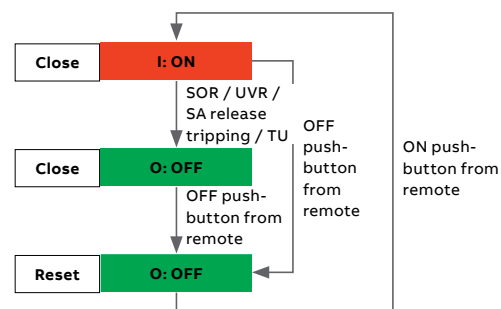 Close
I: ON
SOR / UVR /
SA release
tripping / TU
OFF
push-
button
from
remote
ON push-
button from
remote
Close
O: OFF
OFF push-
button from
remote
Reset
O: OFF